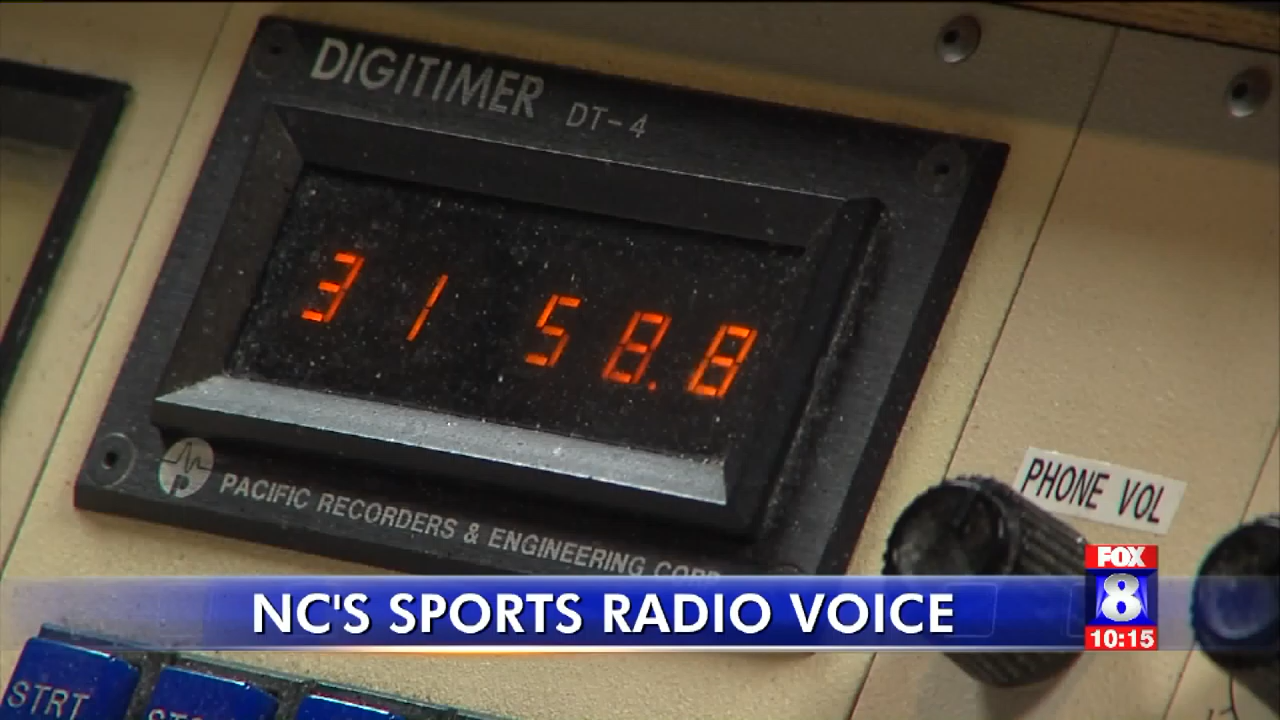 DIGITIMER DT-4
31 58.8
PACIFIC RECORDERS & ENGINEERING CORP
PHONE VOL
NC'S SPORTS RADIO VOICE
FOX
8
10:15
STRT